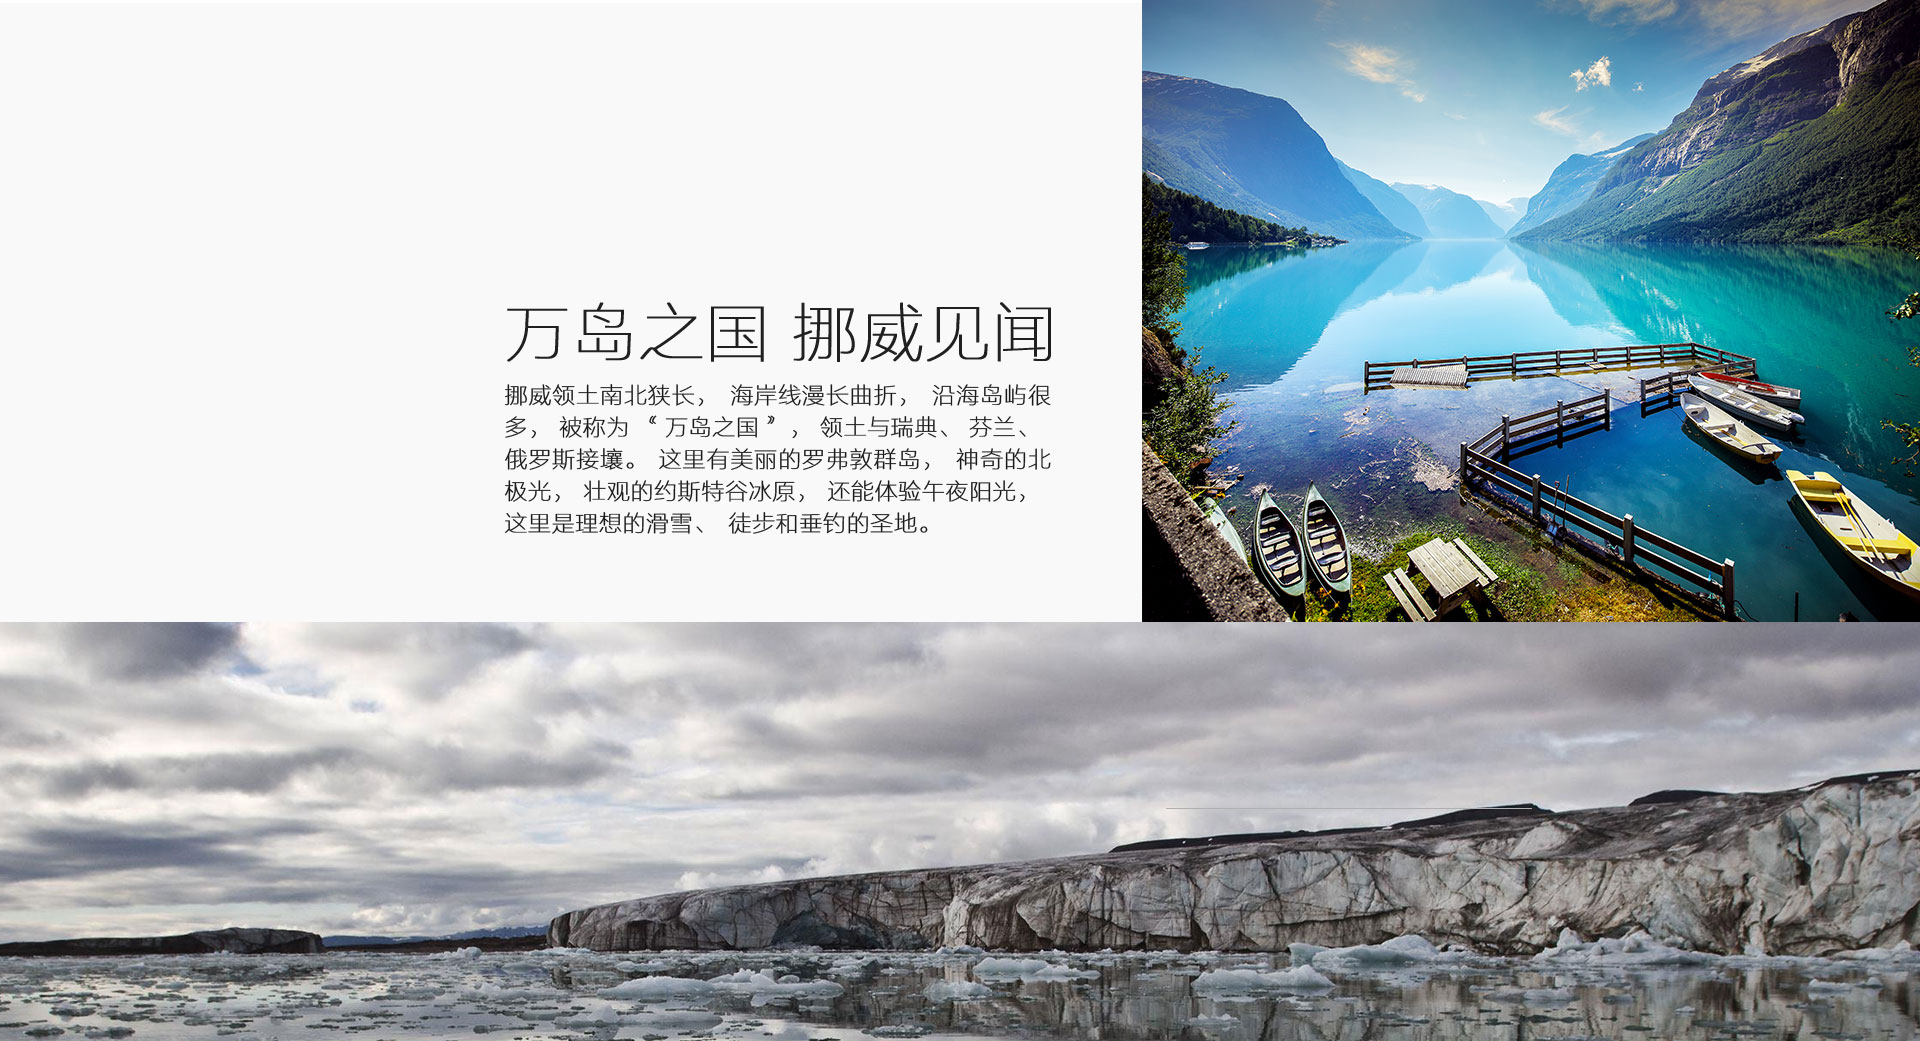 万岛之国 挪威见闻
挪威领土南北狭长， 海岸线漫长曲折， 沿海岛屿很
多， 被称为 “ 万岛之国 ” ， 领土与瑞典、 芬兰、
俄罗斯接壤。 这里有美丽的罗弗敦群岛， 神奇的北
极光， 壮观的约斯特谷冰原， 还能体验午夜阳光，
这里是理想的滑雪、 徒步和垂钓的圣地。